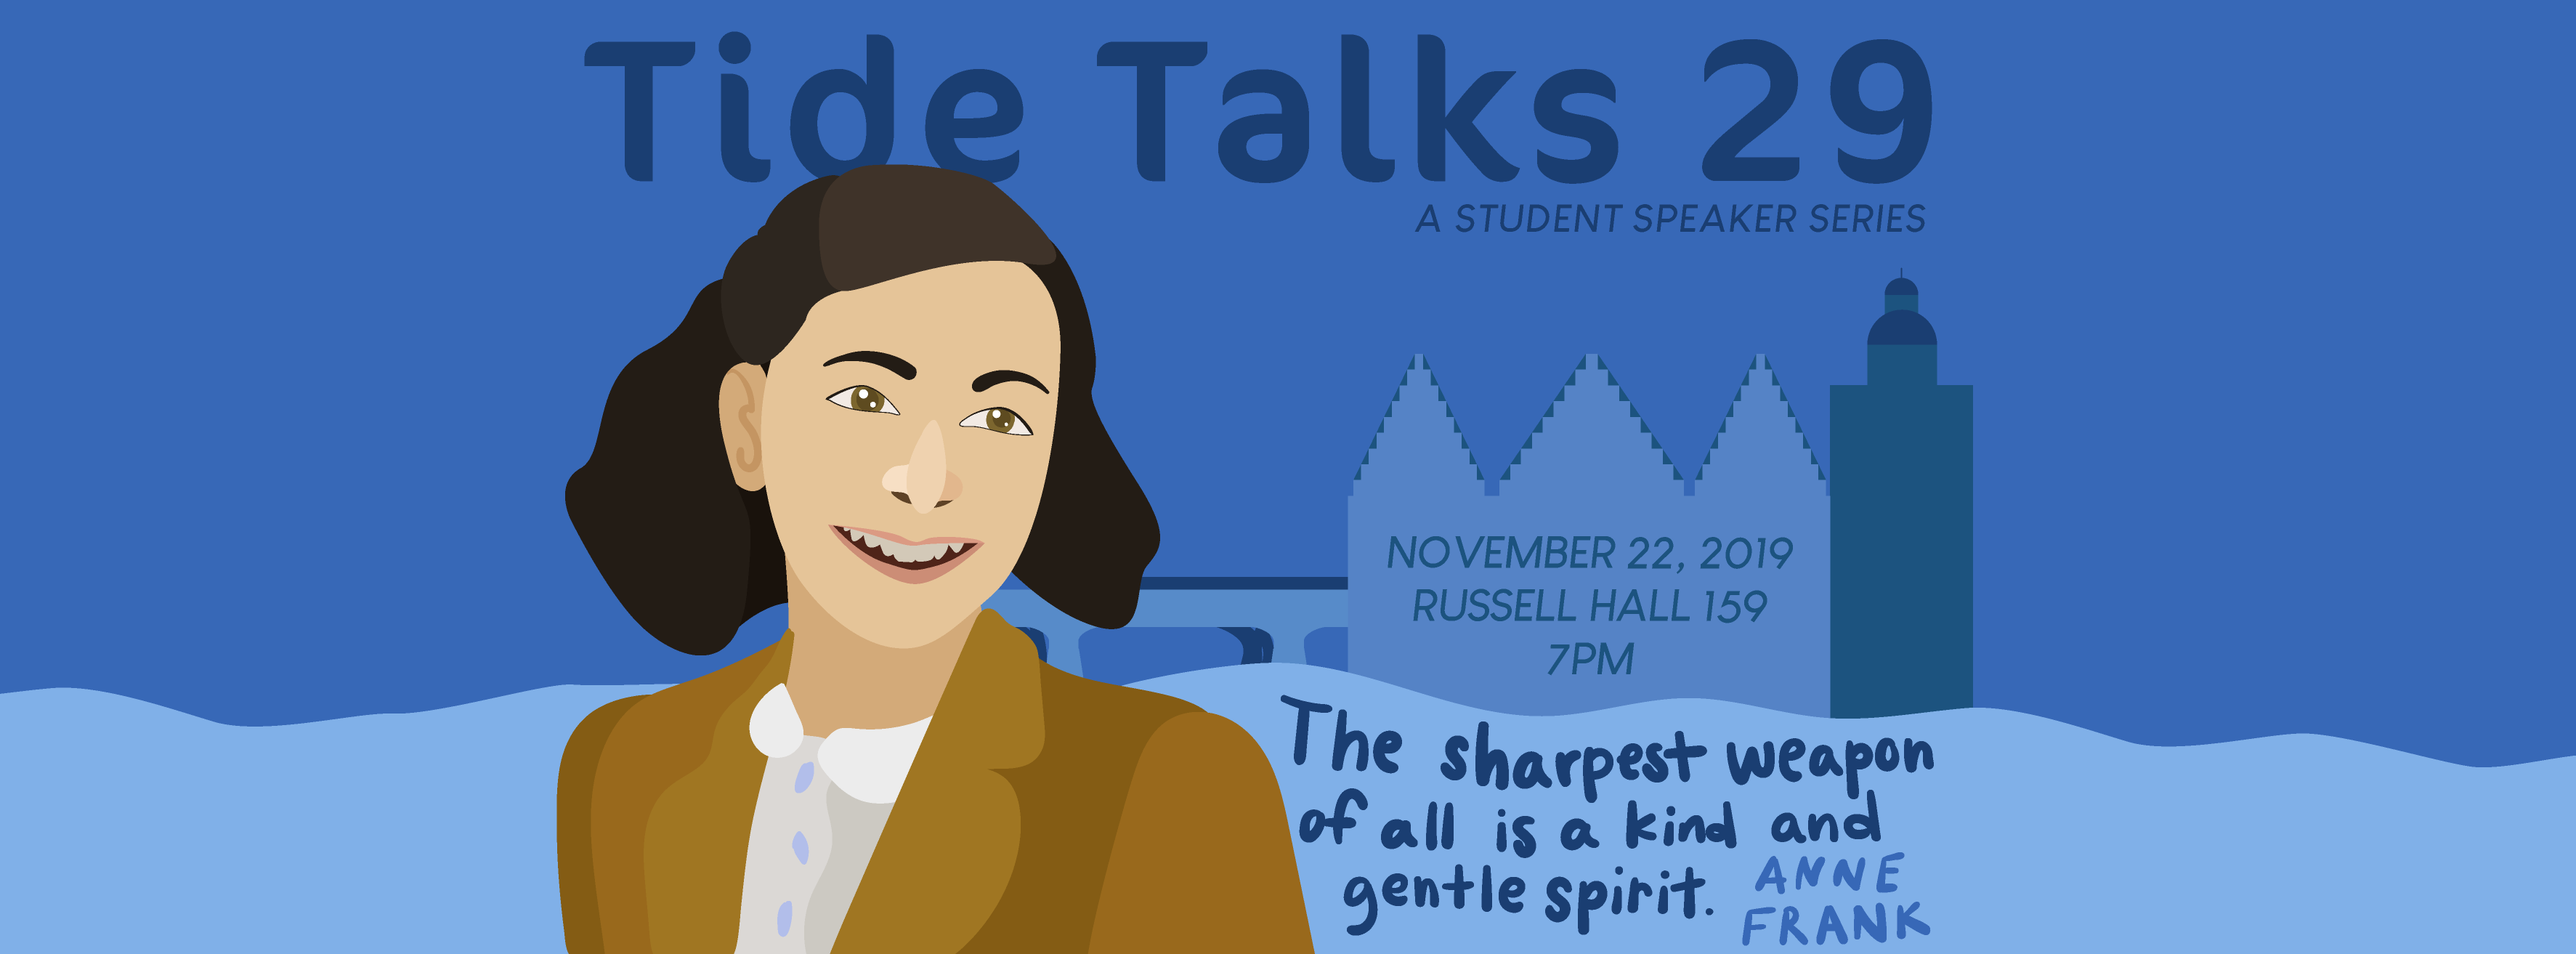 Tide Talks 29
A STUDENT SPEAKER SERIES
NOVEMBER 22, 2019
RUSSELL HALL 159
7PM
The sharpest weapon
of all is a kind and
gentle spirit.
ANNE
FRANK